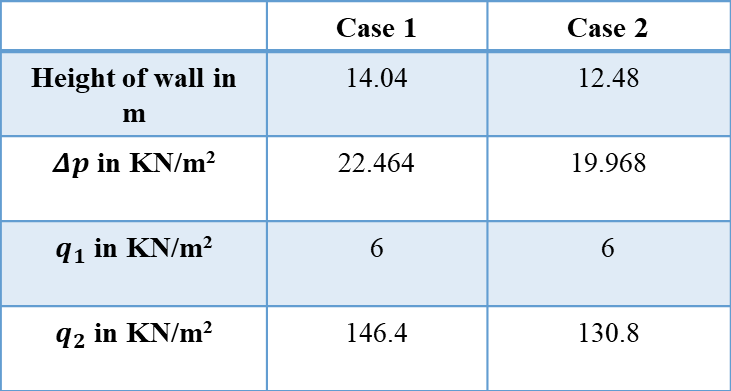 Case 1 Case 2
Height of wall in 14.04 12.48
m
Δp in KN/m² 22.464 19.968
q₁ in KN/m² 6 6
q₂ in KN/m² 146.4 130.8